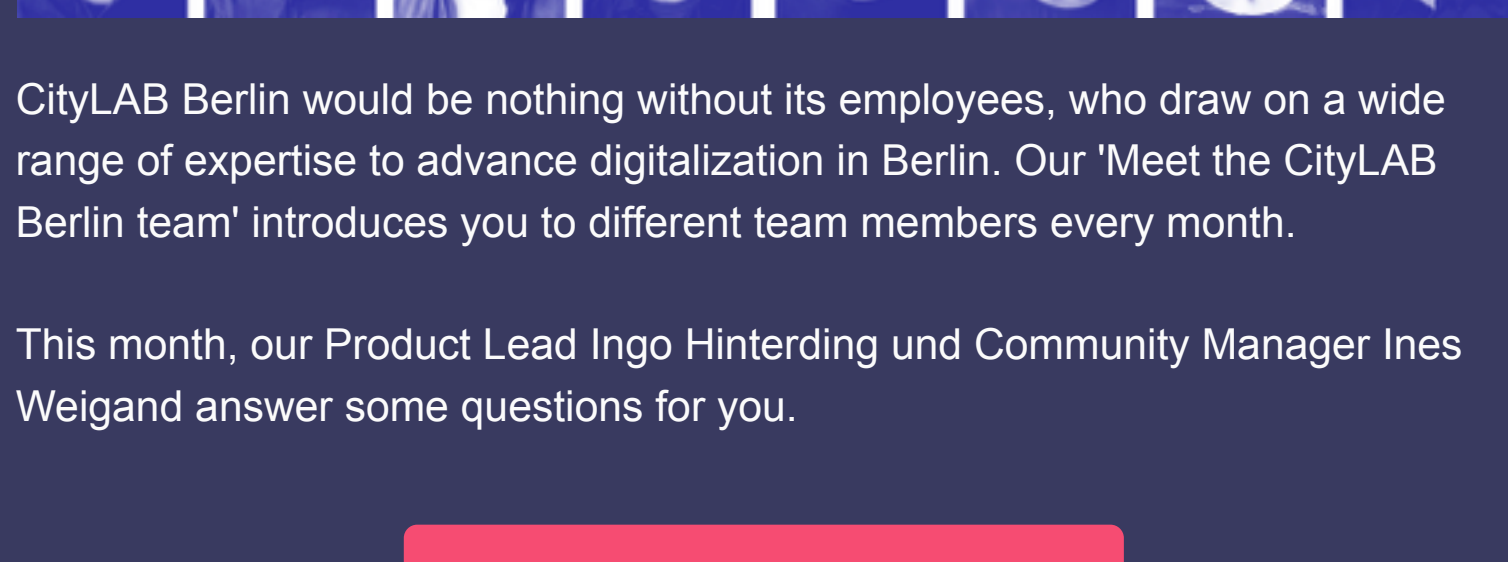 CityLAB Berlin would be nothing without its employees, who draw on a wide
range of expertise to advance digitalization in Berlin. Our 'Meet the CityLAB
Berlin team' introduces you to different team members every month.
This month, our Product Lead Ingo Hinterding und Community Manager Ines
Weigand answer some questions for you.